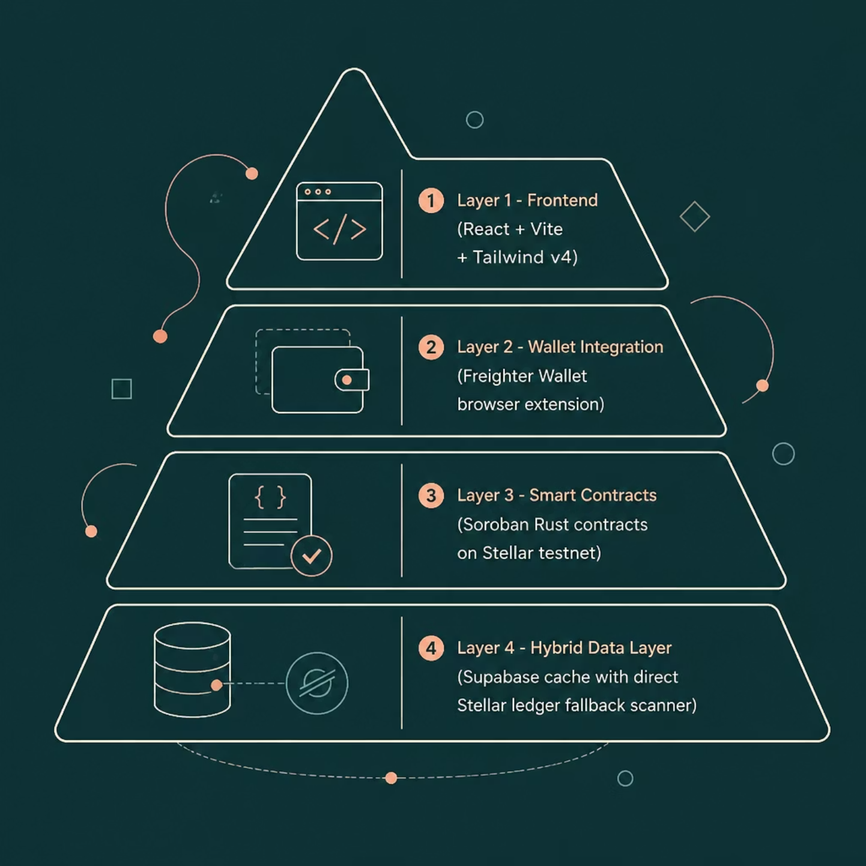 </>
1 Layer 1 - Frontend
(React + Vite
+ Tailwind v4)
2 Layer 2 - Wallet Integration
(Freighter Wallet
browser extension)
{ }
3 Layer 3 - Smart Contracts
(Soroban Rust contracts
on Stellar testnet)
4 Layer 4 - Hybrid Data Layer
(Supabase cache with direct
Stellar ledger fallback scanner)